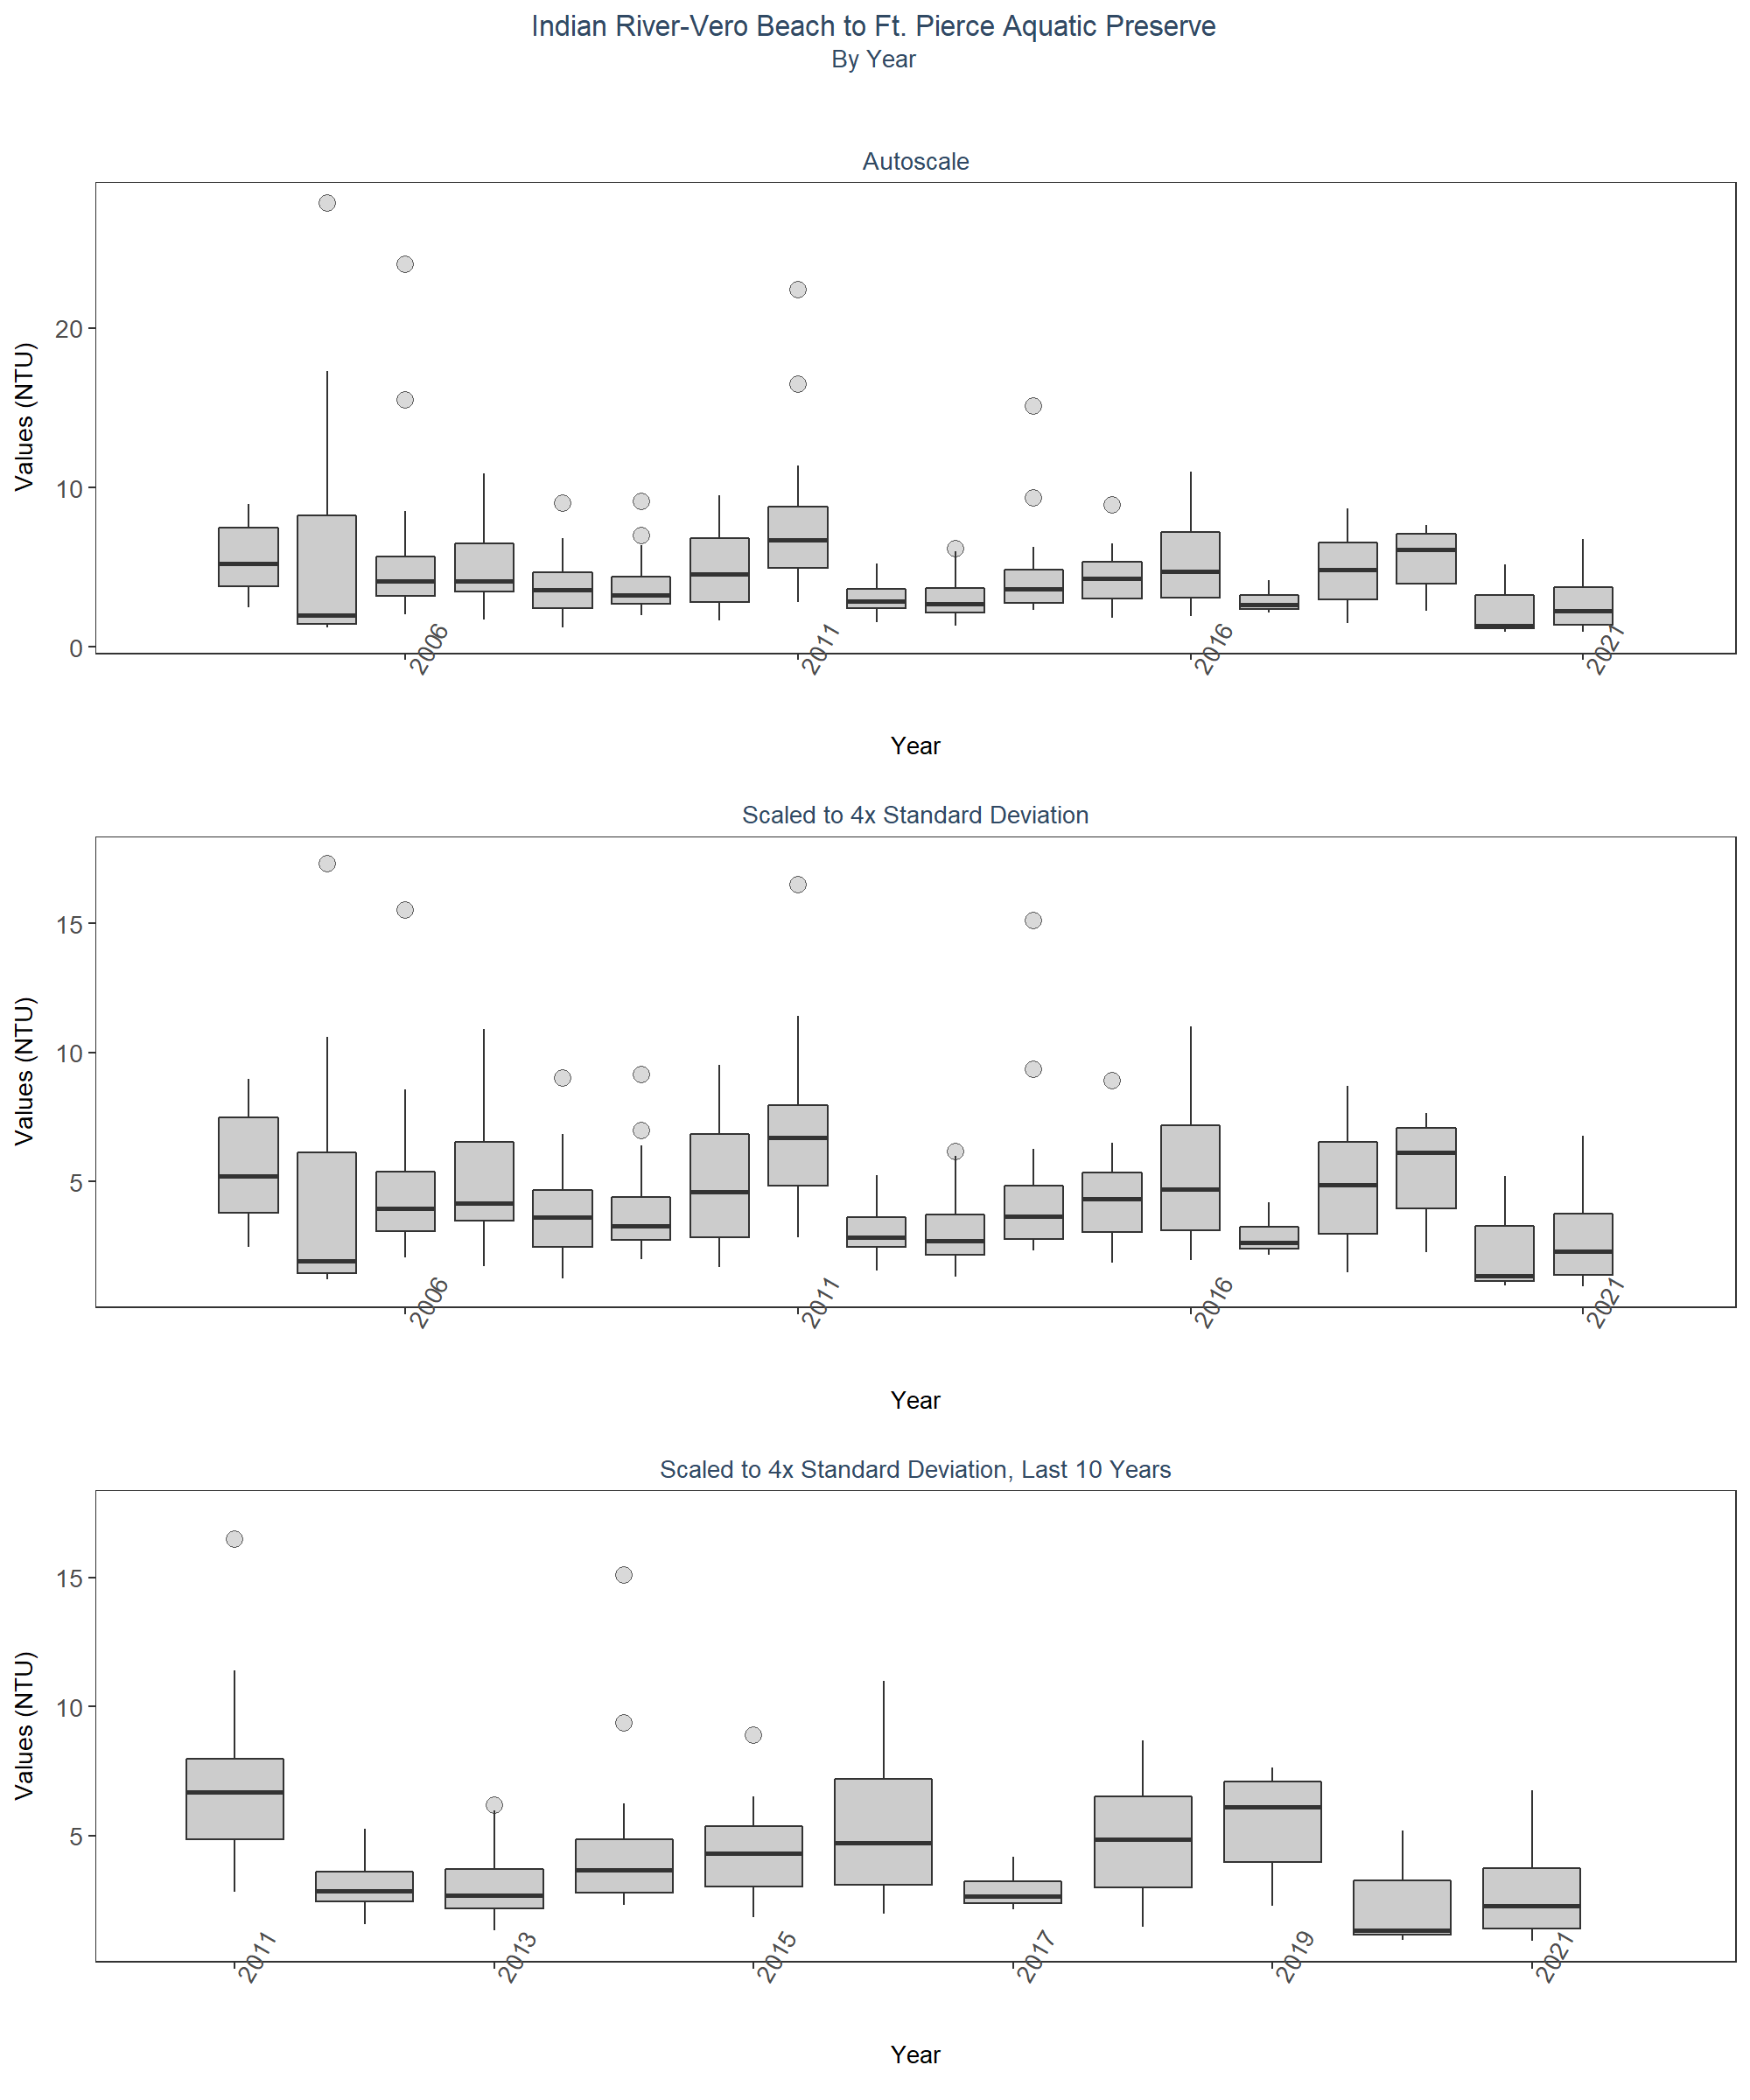 Indian River-Vero Beach to Ft. Pierce Aquatic Preserve
By Year
Autoscale
Values (NTU)
20
10
0
2006
2011
2016
2021
Year
Scaled to 4x Standard Deviation
Values (NTU)
15
10
5
2006
2011
2016
2021
Year
Scaled to 4x Standard Deviation, Last 10 Years
Values (NTU)
15
10
5
2011
2013
2015
2017
2019
2021
Year